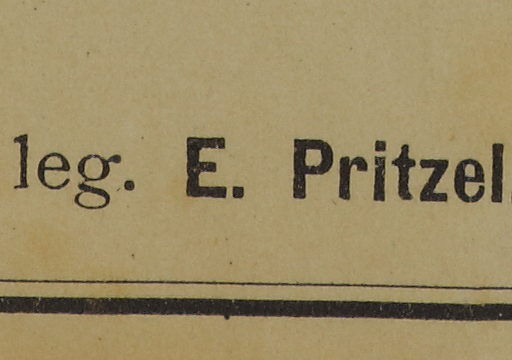 leg. E. Pritzel.